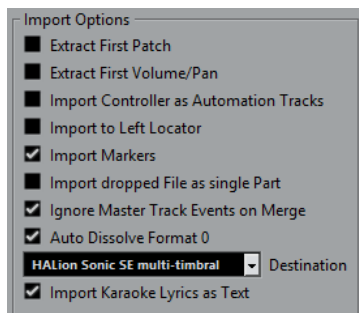 Import Options
Extract First Patch
Extract First Volume/Pan
Import Controller as Automation Tracks
Import to Left Locator
Import Markers
Import dropped File as single Part
Ignore Master Track Events on Merge
Auto Dissolve Format 0
HALion Sonic SE multi-timbral Destination
Import Karaoke Lyrics as Text